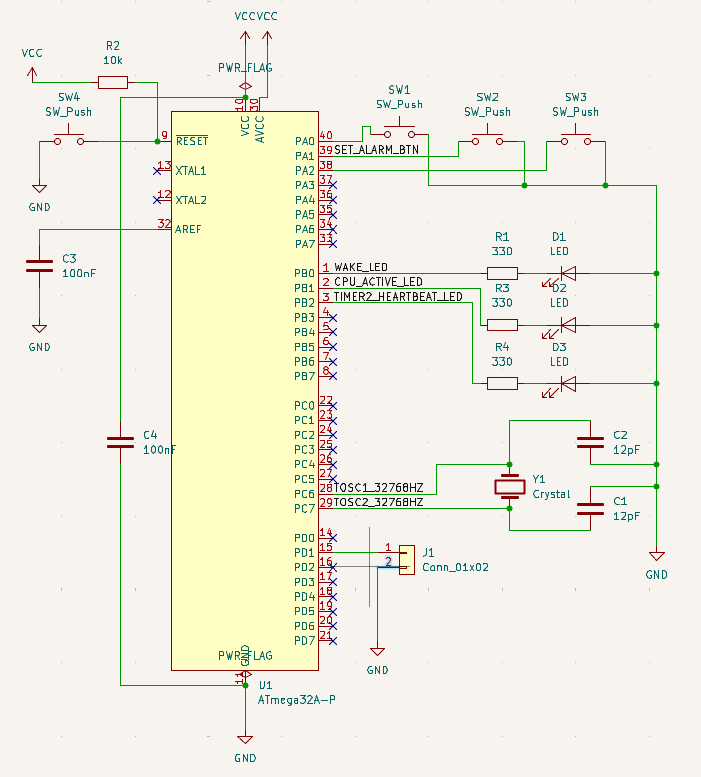 VCC VCC
R2
10k
VCC
PWR_FLAG
SW4
SW_Push
SW1
SW_Push
SW2
SW_Push
SW3
SW_Push
10
30
VCC
AVCC
9
RESET
13
XTAL1
12
XTAL2
32
AREF
GND
C3
100nF
GND
C4
100nF
PA0 40
PA1 39 SET_ALARM_BTN
PA2 38
PA3 37
PA4 36
PA5 35
PA6 34
PA7 33
PB0 1 WAKE_LED
PB1 2 CPU_ACTIVE_LED
PB2 3 TIMER2_HEARTBEAT_LED
PB3 4
PB4 5
PB5 6
PB6 7
PB7 8
R1
330
D1
LED
R3
330
D2
LED
R4
330
D3
LED
PC0 22
PC1 23
PC2 24
PC3 25
PC4 26
PC5 27
PC6 28 TOSC1_32768HZ
PC7 29 TOSC2_32768HZ
C2
12pF
Y1
Crystal
C1
12pF
GND
PD0 14
PD1 15
PD2 16
PD3 17
PD4 18
PD5 19
PD6 20
PD7 21
1
2
J1
Conn_01x02
GND
PWR_FLAG
GND
11
U1
ATmega32A-P
GND